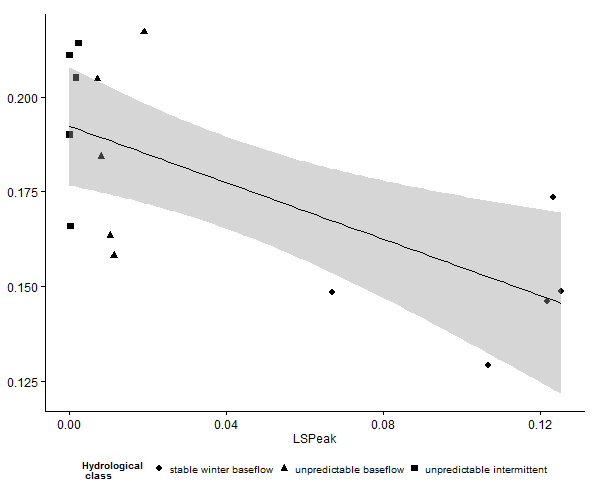 0.200
0.175
0.150
0.125
0.00 0.04 0.08 0.12
LSPeak
Hydrological
class
stable winter baseflow unpredictable baseflow unpredictable intermittent